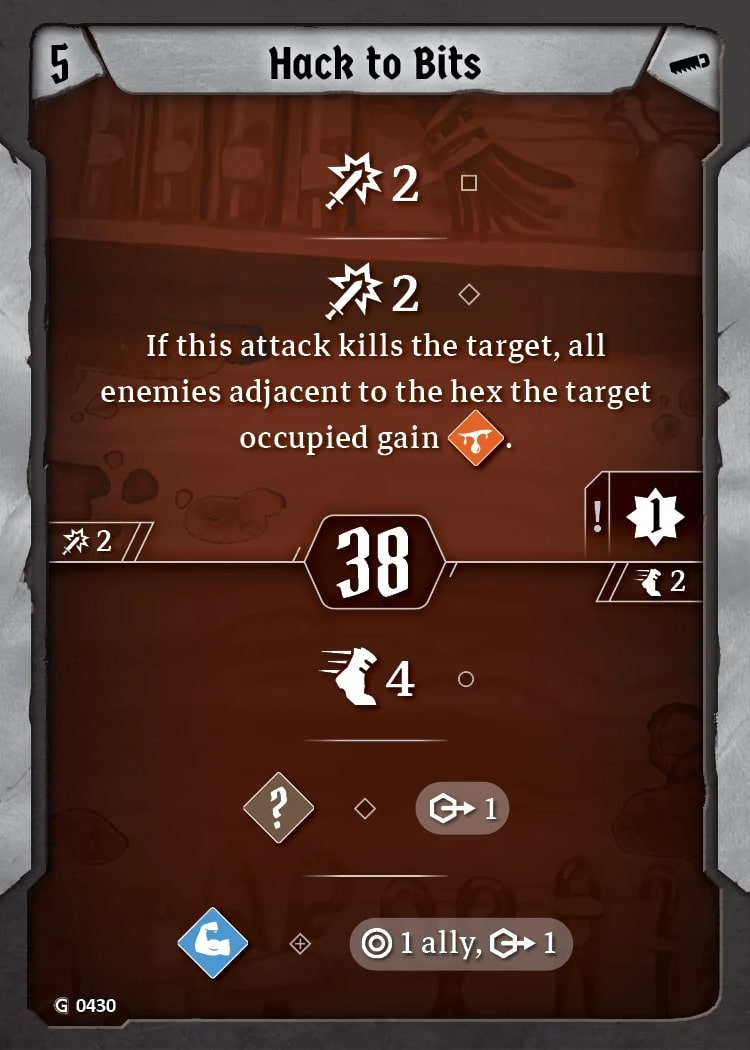 5
Hack to Bits
2
2
If this attack kills the target, all
enemies adjacent to the hex the target
occupied gain .
! 1
2
38
2
4
?
1
1 ally, 1
G 0430